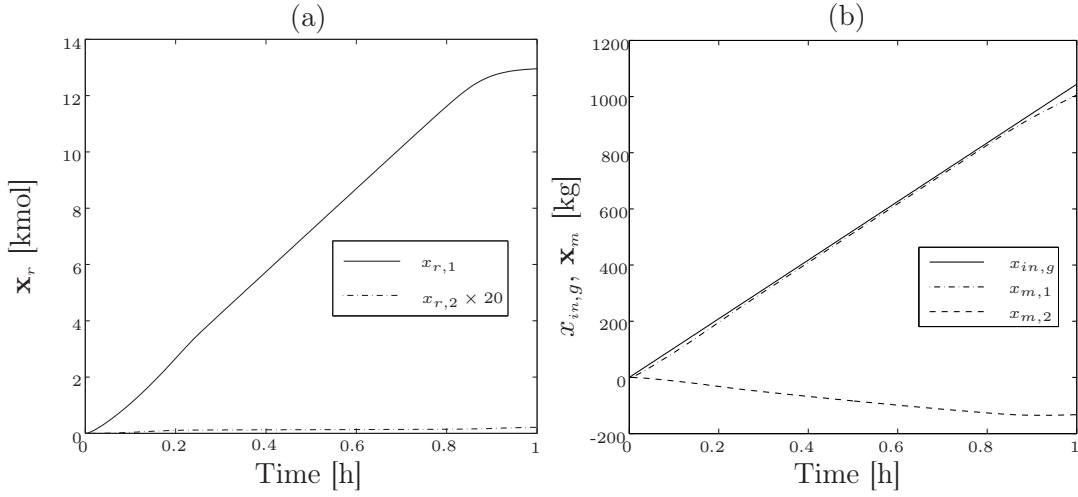 (a)
14
12
10
8
6
4
2
0
0 0.2 0.4 0.6 0.8 1
Time [h]
𝐱_r [kmol]
x_{r,1}
x_{r,2} × 20
(b)
1200
1000
800
600
400
200
0
-200
0 0.2 0.4 0.6 0.8 1
Time [h]
x_{in,g}, 𝐱_m [kg]
x_{in,g}
x_{m,1}
x_{m,2}